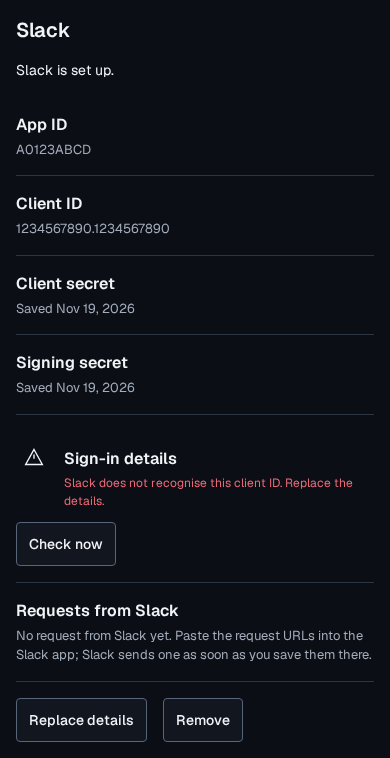 Slack
Slack is set up.
App ID
A0123ABCD
Client ID
1234567890.1234567890
Client secret
Saved Nov 19, 2026
Signing secret
Saved Nov 19, 2026
Sign-in details
Slack does not recognise this client ID. Replace the
details.
Check now
Requests from Slack
No request from Slack yet. Paste the request URLs into the
Slack app; Slack sends one as soon as you save them there.
Replace details
Remove